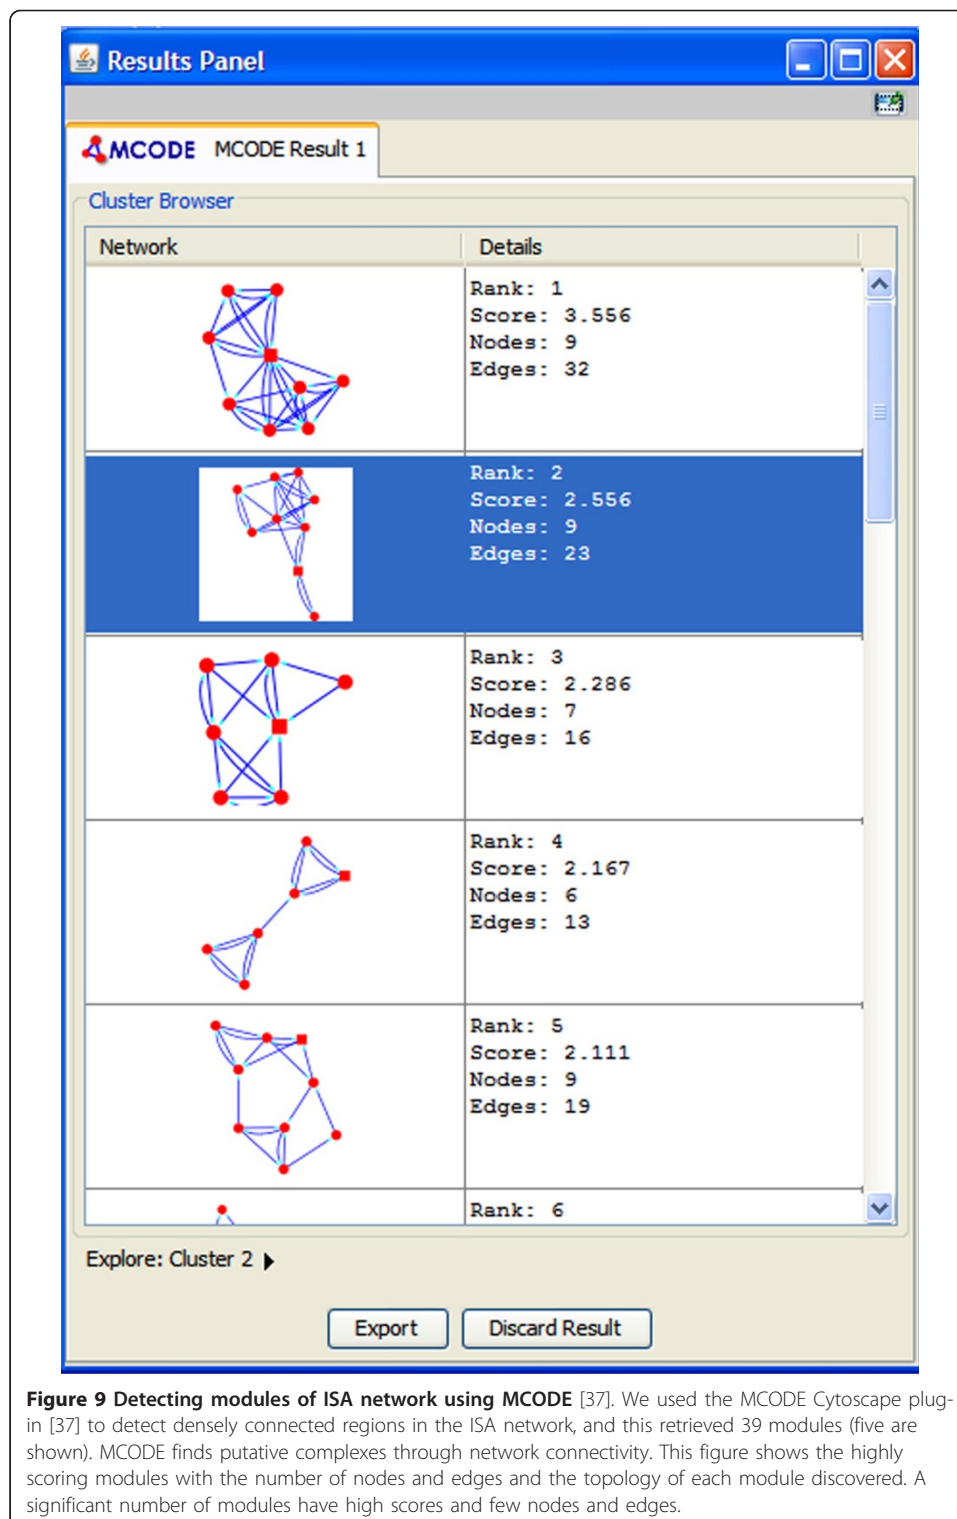 Results Panel
MCODE MCODE Result 1
Cluster Browser
Network Details
Rank: 1
Score: 3.556
Nodes: 9
Edges: 32
Rank: 2
Score: 2.556
Nodes: 9
Edges: 23
Rank: 3
Score: 2.286
Nodes: 7
Edges: 16
Rank: 4
Score: 2.167
Nodes: 6
Edges: 13
Rank: 5
Score: 2.111
Nodes: 9
Edges: 19
Rank: 6
Explore: Cluster 2
Export Discard Result
Figure 9 Detecting modules of ISA network using MCODE [37]. We used the MCODE Cytoscape plug-
in [37] to detect densely connected regions in the ISA network, and this retrieved 39 modules (five are
shown). MCODE finds putative complexes through network connectivity. This figure shows the highly
scoring modules with the number of nodes and edges and the topology of each module discovered. A
significant number of modules have high scores and few nodes and edges.